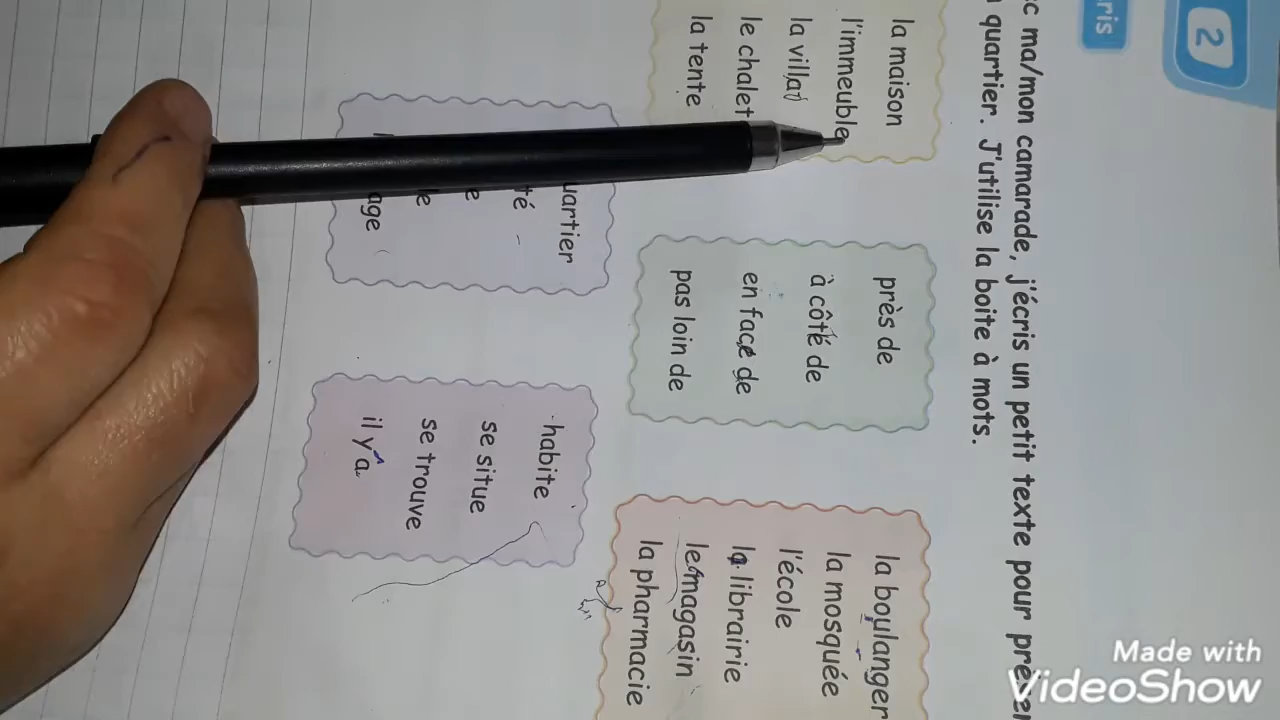 2
ris
c ma/mon camarade, j'écris un petit texte pour
quartier. J'utilise la boite à mots.
la maison
l'immeuble
la villa
le chalet
la tente
près de
à côté de
en face de
pas loin de
la boulanger
la mosquée
l'école
la librairie
le magasin
la pharmacie
uartier
té
e
le
age
habite
se situe
se trouve
il y a
Made with
VideoShow